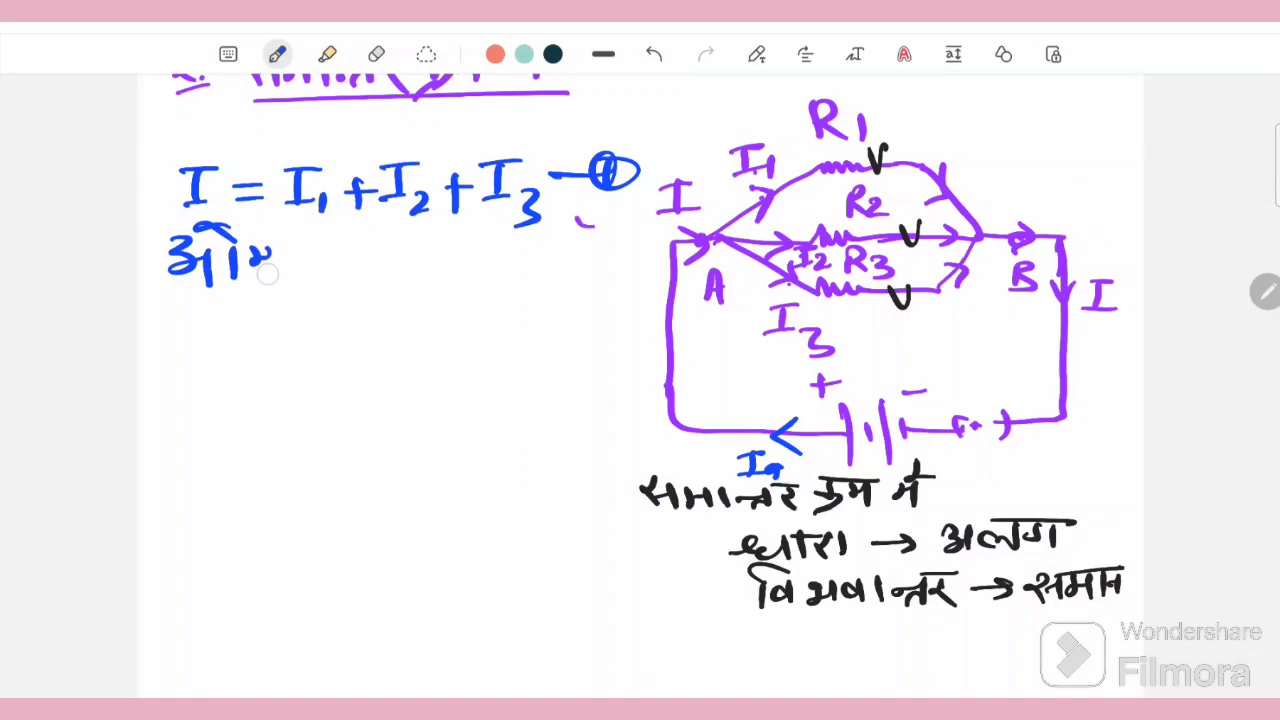 I = I₁ + I₂ + I₃ — ①
ओम
R₁
I₁
V
I
R₂
V
A
I₂
R₃
V
B
I
I₃
+
−
I
समान्तर क्रम में
धारा → अलग
विभवान्तर → समान
Wondershare
Filmora